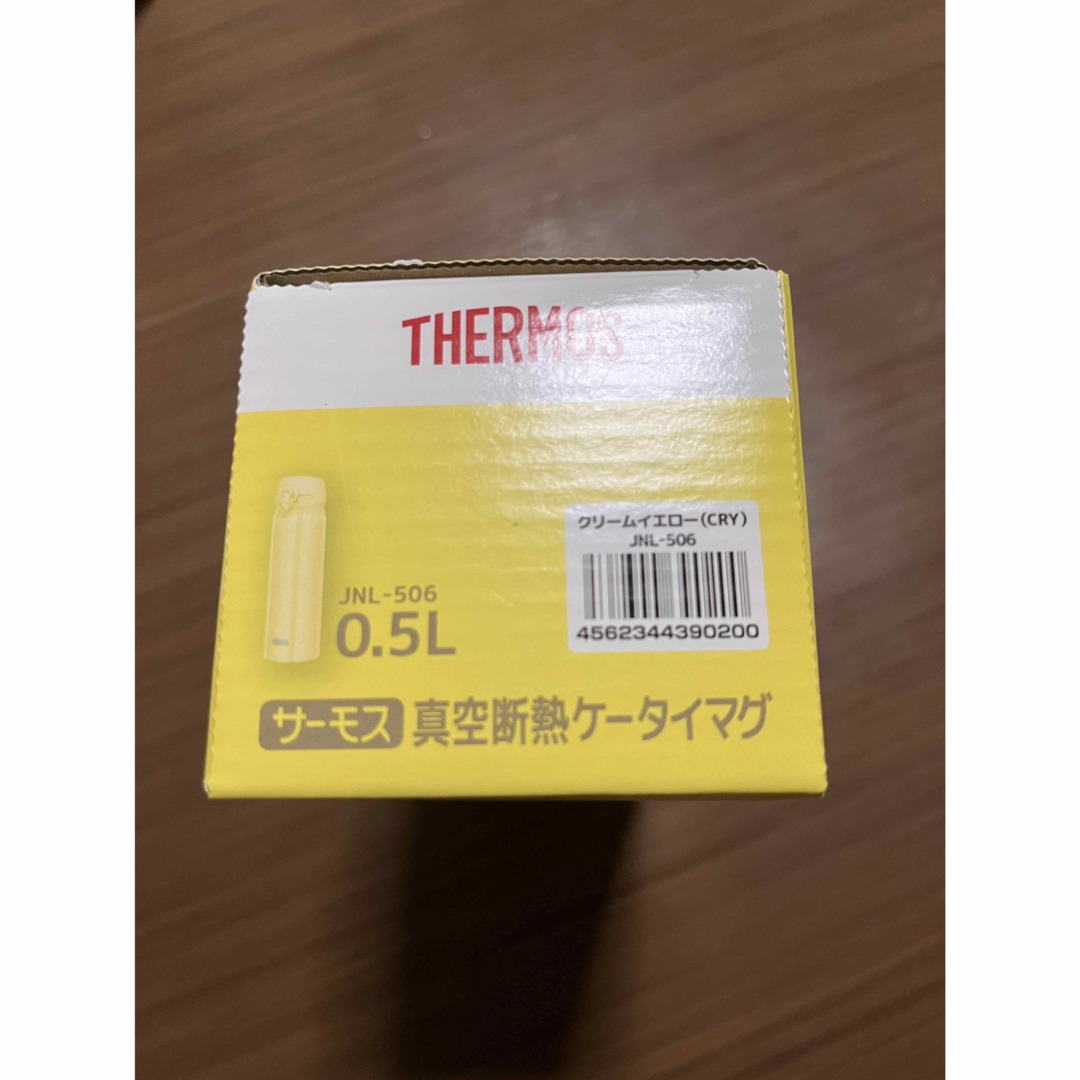 THERMOS
クリームイエロー(CRY)
JNL-506
4562344390200
JNL-506
0.5L
サーモス 真空断熱ケータイマグ